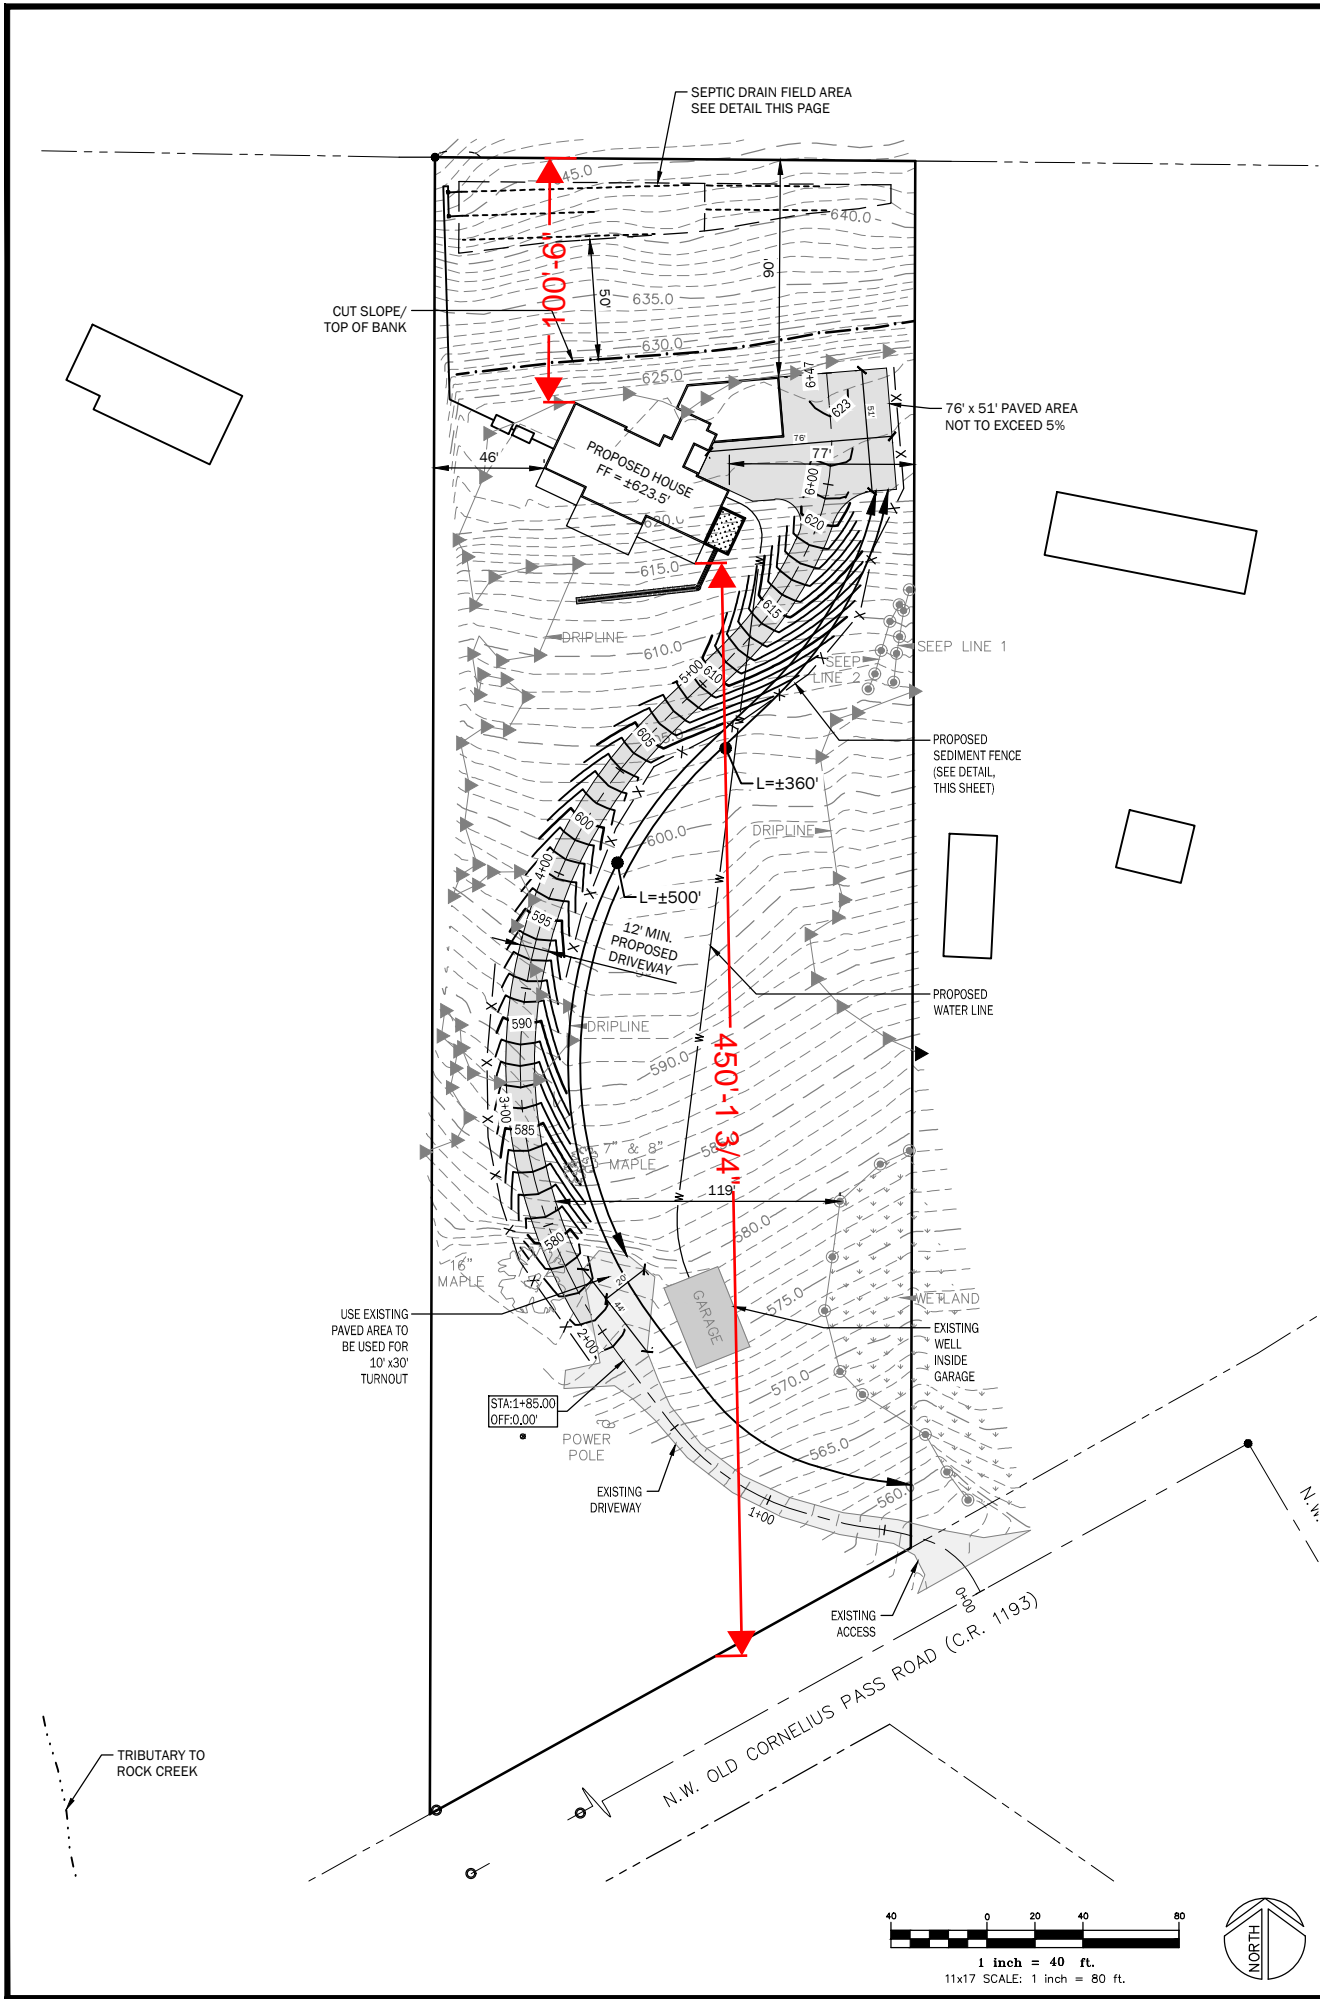 SEPTIC DRAIN FIELD AREA
SEE DETAIL THIS PAGE
645.0
640.0
100'-9"
90'
50'
635.0
CUT SLOPE/
TOP OF BANK
630.0
625.0
6+47
623
51'
76' x 51' PAVED AREA
NOT TO EXCEED 5%
76'
77'
46'
PROPOSED HOUSE
FF = ±623.5'
6+00
620.0
620
615.0
615
DRIPLINE
610.0
SEEP LINE 1
SEEP
LINE 2
5+00
610
605
605.0
PROPOSED
SEDIMENT FENCE
(SEE DETAIL,
THIS SHEET)
L=±360'
600
600.0
DRIPLINE
4+00
L=±500'
595
12' MIN.
PROPOSED
DRIVEWAY
PROPOSED
WATER LINE
590
DRIPLINE
590.0
450'-1 3/4"
3+00
585
7" & 8"
MAPLE
119'
580.0
580
16"
MAPLE
20'
44'
575.0
WETLAND
GARAGE
USE EXISTING
PAVED AREA TO
BE USED FOR
10' x30'
TURNOUT
2+00
EXISTING
WELL
INSIDE
GARAGE
570.0
STA:1+85.00
OFF:0.00'
POWER
POLE
565.0
EXISTING
DRIVEWAY
560.0
1+00
0+00
EXISTING
ACCESS
N.W.
N.W. OLD CORNELIUS PASS ROAD (C.R. 1193)
TRIBUTARY TO
ROCK CREEK
40 0 20 40 80
1 inch = 40 ft.
11x17 SCALE: 1 inch = 80 ft.
NORTH